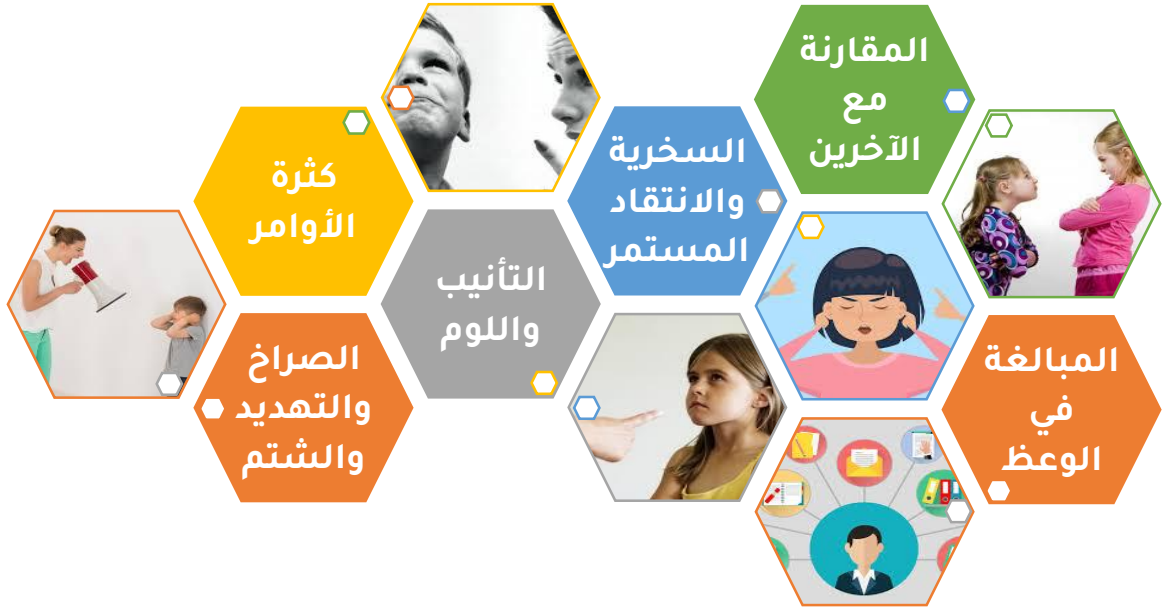 المقارنة
مع
الآخرين
السخرية
والانتقاد
المستمر
كثرة
الأوامر
التأنيب
واللوم
المبالغة
في
الوعظ
الصراخ
والتهديد
والشتم